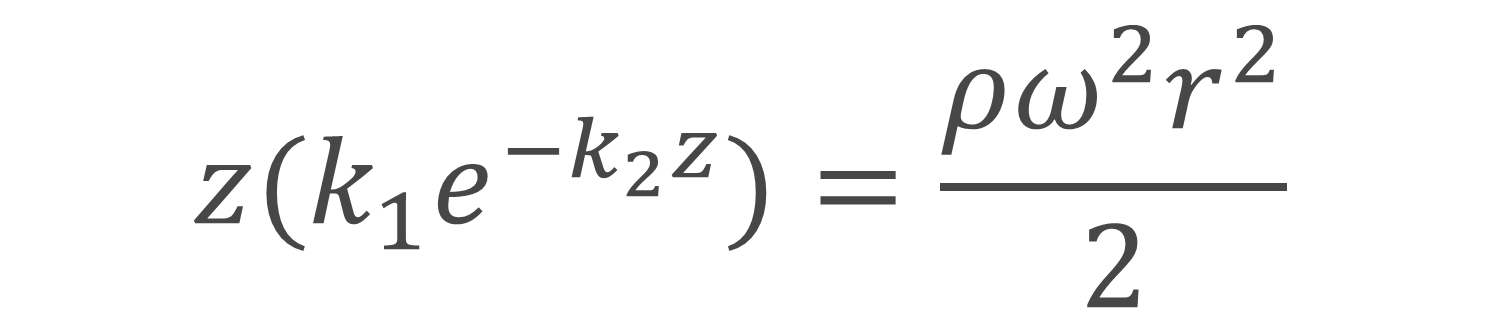 z(k₁e^(-k₂z)) = ρω²r²/2